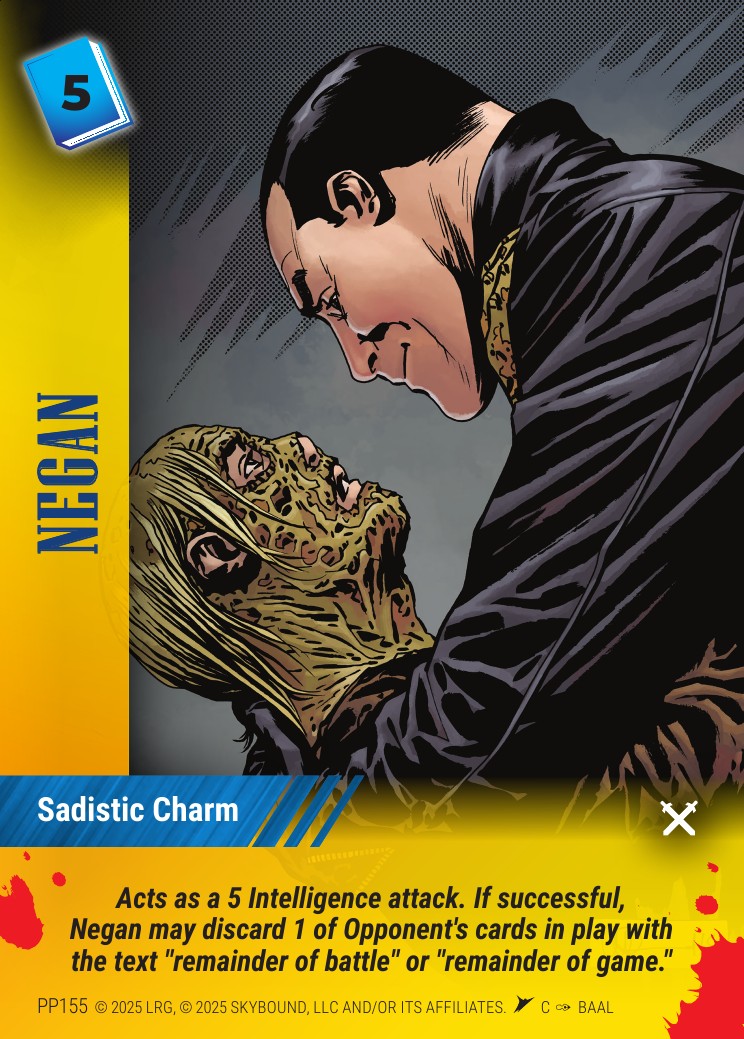 5
NEGAN
Sadistic Charm
Acts as a 5 Intelligence attack. If successful,
Negan may discard 1 of Opponent's cards in play with
the text "remainder of battle" or "remainder of game."
PP155 © 2025 LRG, © 2025 SKYBOUND, LLC AND/OR ITS AFFILIATES. C BAAL